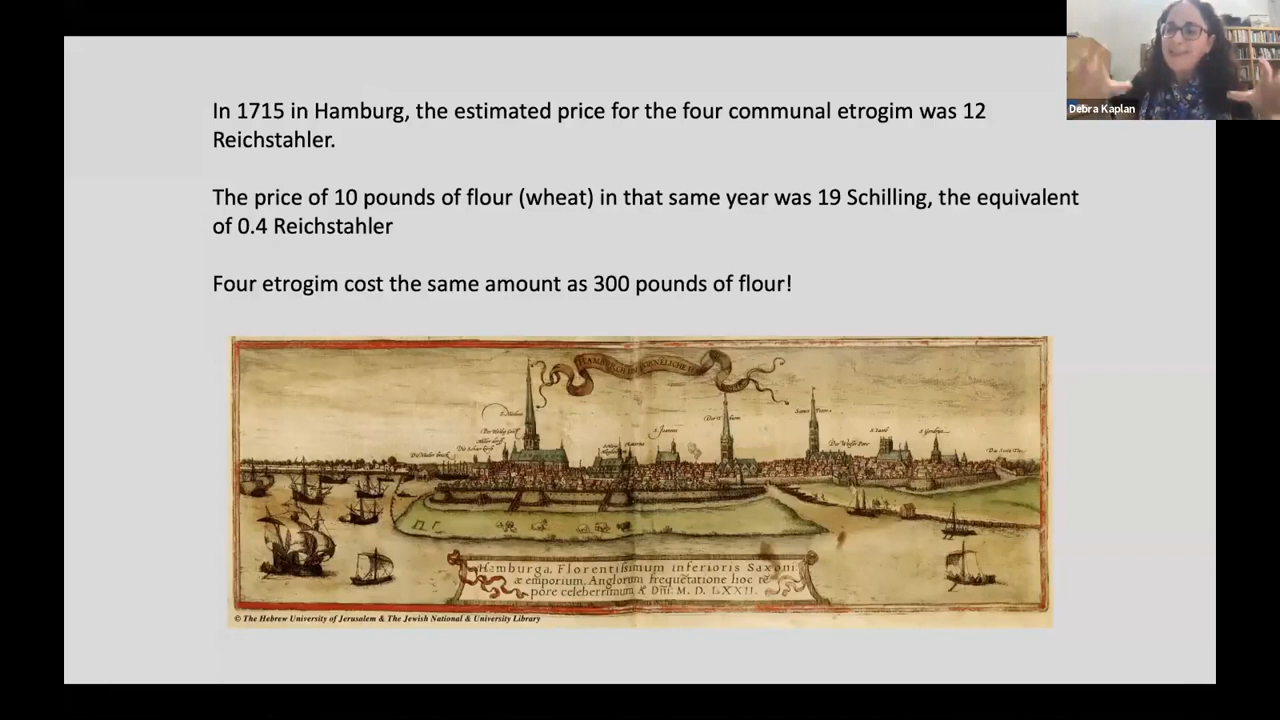 In 1715 in Hamburg, the estimated price for the four communal etrogim was 12
Reichstahler.
The price of 10 pounds of flour (wheat) in that same year was 19 Schilling, the equivalent
of 0.4 Reichstahler
Four etrogim cost the same amount as 300 pounds of flour!
Debra Kaplan
Hamburga, Florentissimum inferioris Saxoni
æ emporium, Anglorum frequētatione hoc tē
pore celeberrimum Aº Dñi: M. D. LXXII.
© The Hebrew University of Jerusalem & The Jewish National & University Library